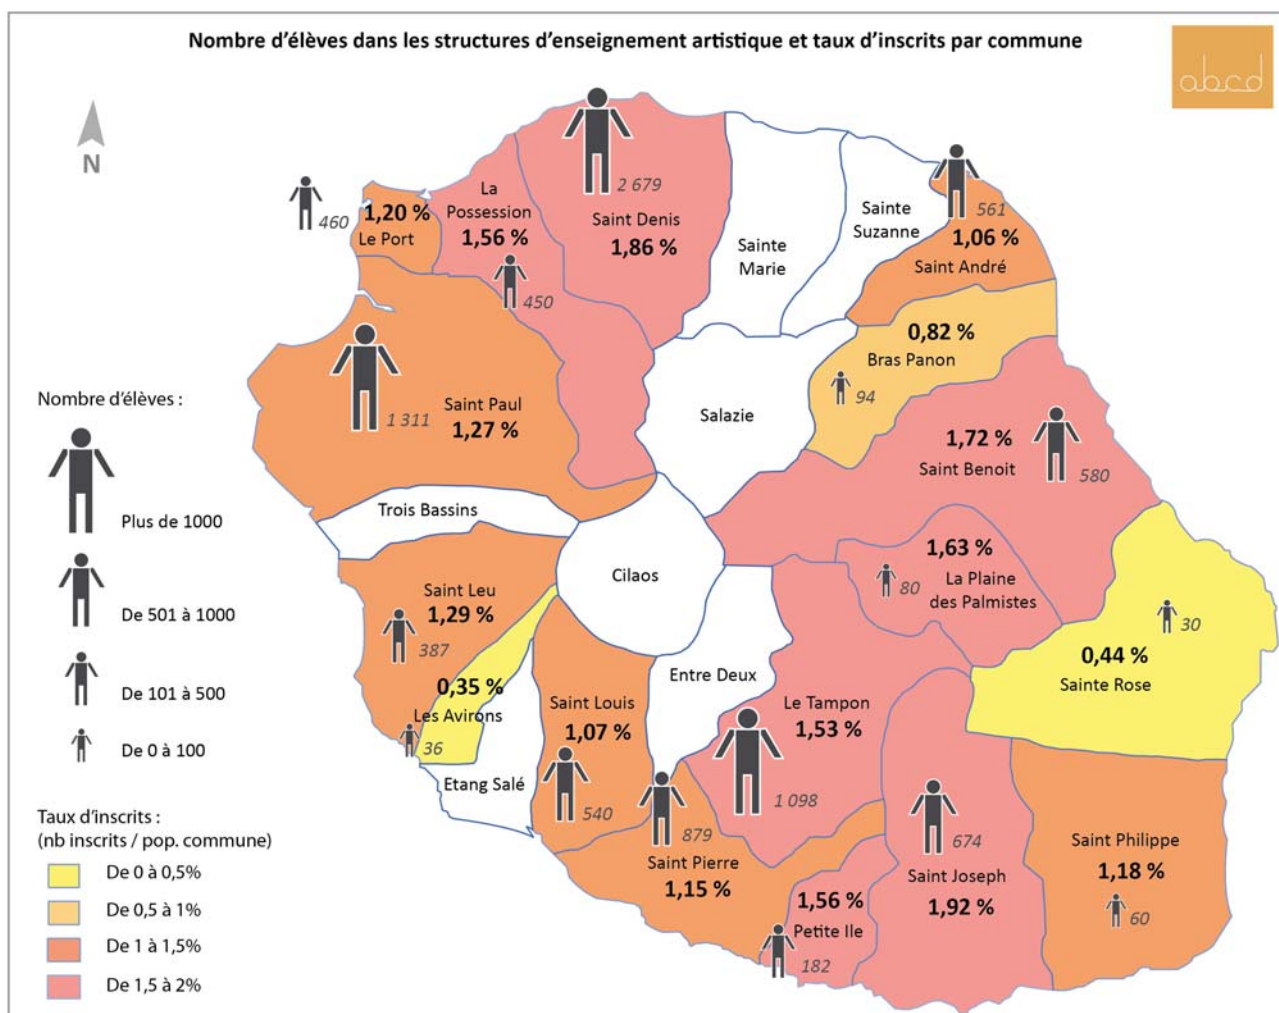 Nombre d'élèves dans les structures d'enseignement artistique et taux d'inscrits par commune
abcd
N
2 679
Saint Denis
1,86 %
La
Possession
1,56 %
450
460
1,20 %
Le Port
Sainte
Marie
Sainte
Suzanne
561
1,06 %
Saint André
0,82 %
Bras Panon
94
1 311
Saint Paul
1,27 %
Salazie
1,72 %
Saint Benoit
580
Trois Bassins
Cilaos
1,63 %
La Plaine
des Palmistes
80
Saint Leu
1,29 %
387
30
0,44 %
Sainte Rose
0,35 %
Les Avirons
36
Etang Salé
Saint Louis
1,07 %
540
Entre Deux
Le Tampon
1,53 %
1 098
879
Saint Pierre
1,15 %
1,56 %
Petite Ile
182
674
Saint Joseph
1,92 %
Saint Philippe
1,18 %
60
Nombre d'élèves :
Plus de 1000
De 501 à 1000
De 101 à 500
De 0 à 100
Taux d'inscrits :
(nb inscrits / pop. commune)
De 0 à 0,5%
De 0,5 à 1%
De 1 à 1,5%
De 1,5 à 2%